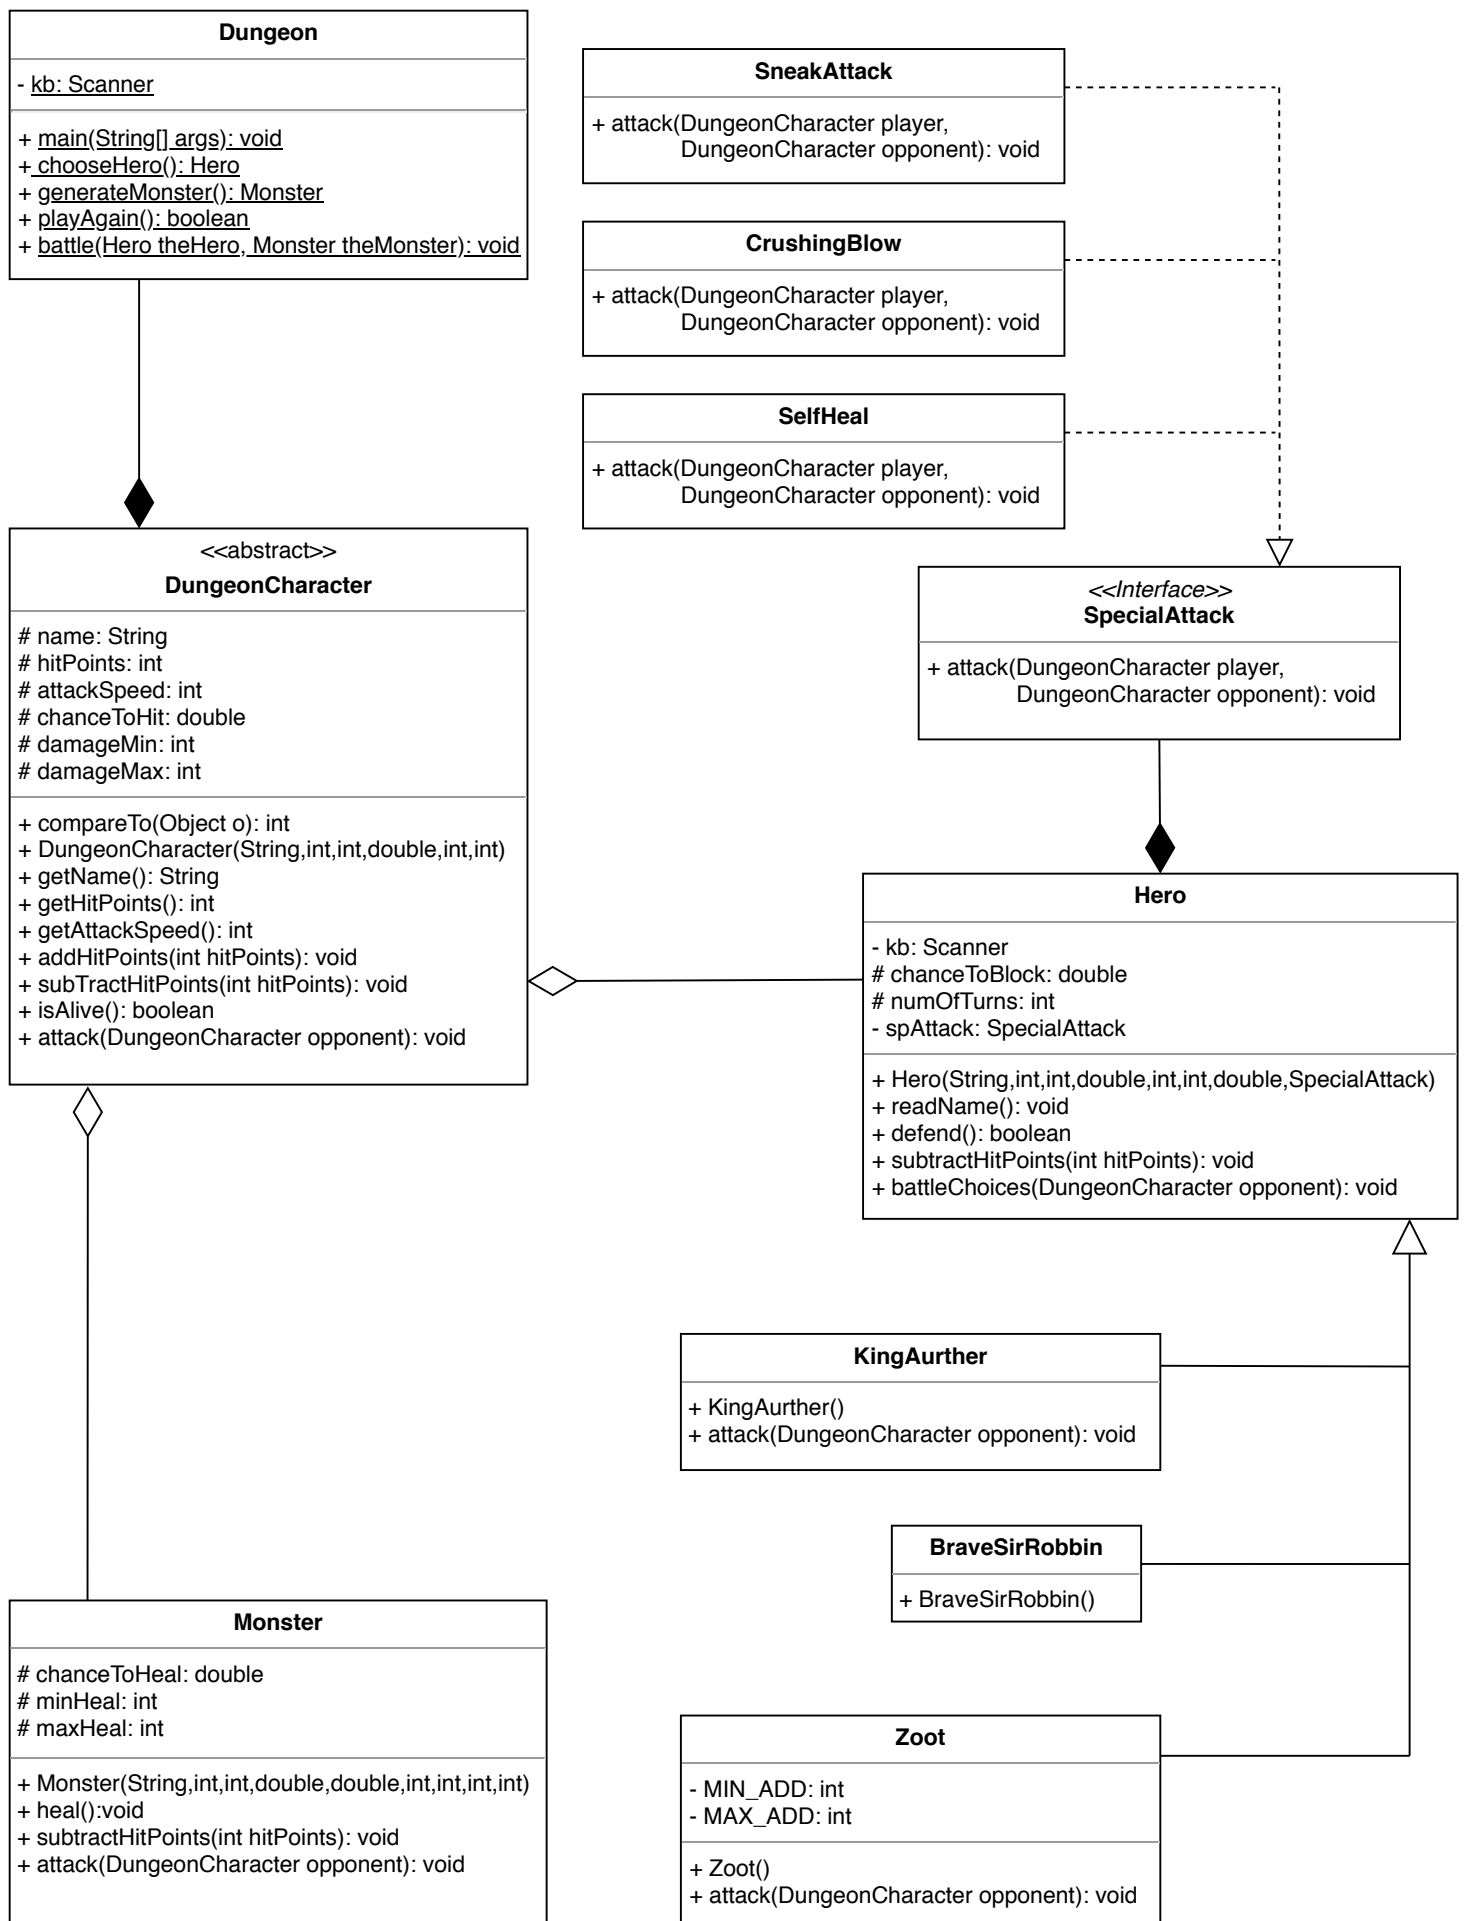 Dungeon
- kb: Scanner
+ main(String[] args): void
+ chooseHero(): Hero
+ generateMonster(): Monster
+ playAgain(): boolean
+ battle(Hero theHero, Monster theMonster): void
SneakAttack
+ attack(DungeonCharacter player,
DungeonCharacter opponent): void
CrushingBlow
+ attack(DungeonCharacter player,
DungeonCharacter opponent): void
SelfHeal
+ attack(DungeonCharacter player,
DungeonCharacter opponent): void
<<abstract>>
DungeonCharacter
# name: String
# hitPoints: int
# attackSpeed: int
# chanceToHit: double
# damageMin: int
# damageMax: int
+ compareTo(Object o): int
+ DungeonCharacter(String,int,int,double,int,int)
+ getName(): String
+ getHitPoints(): int
+ getAttackSpeed(): int
+ addHitPoints(int hitPoints): void
+ subTractHitPoints(int hitPoints): void
+ isAlive(): boolean
+ attack(DungeonCharacter opponent): void
<<Interface>>
SpecialAttack
+ attack(DungeonCharacter player,
DungeonCharacter opponent): void
Hero
- kb: Scanner
# chanceToBlock: double
# numOfTurns: int
- spAttack: SpecialAttack
+ Hero(String,int,int,double,int,int,double,SpecialAttack)
+ readName(): void
+ defend(): boolean
+ subtractHitPoints(int hitPoints): void
+ battleChoices(DungeonCharacter opponent): void
KingAurther
+ KingAurther()
+ attack(DungeonCharacter opponent): void
BraveSirRobbin
+ BraveSirRobbin()
Monster
# chanceToHeal: double
# minHeal: int
# maxHeal: int
+ Monster(String,int,int,double,double,int,int,int,int)
+ heal():void
+ subtractHitPoints(int hitPoints): void
+ attack(DungeonCharacter opponent): void
Zoot
- MIN_ADD: int
- MAX_ADD: int
+ Zoot()
+ attack(DungeonCharacter opponent): void